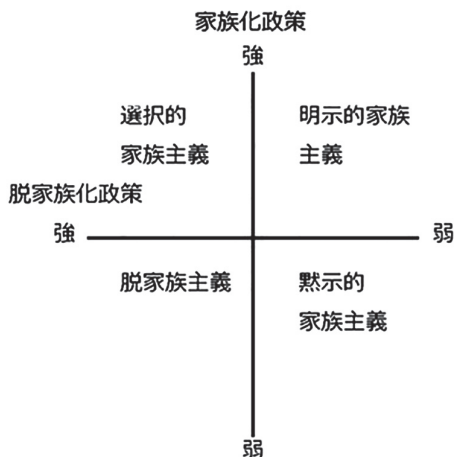 家族化政策
強
選択的
家族主義
明示的家族
主義
脱家族化政策
強
弱
脱家族主義
黙示的
家族主義
弱